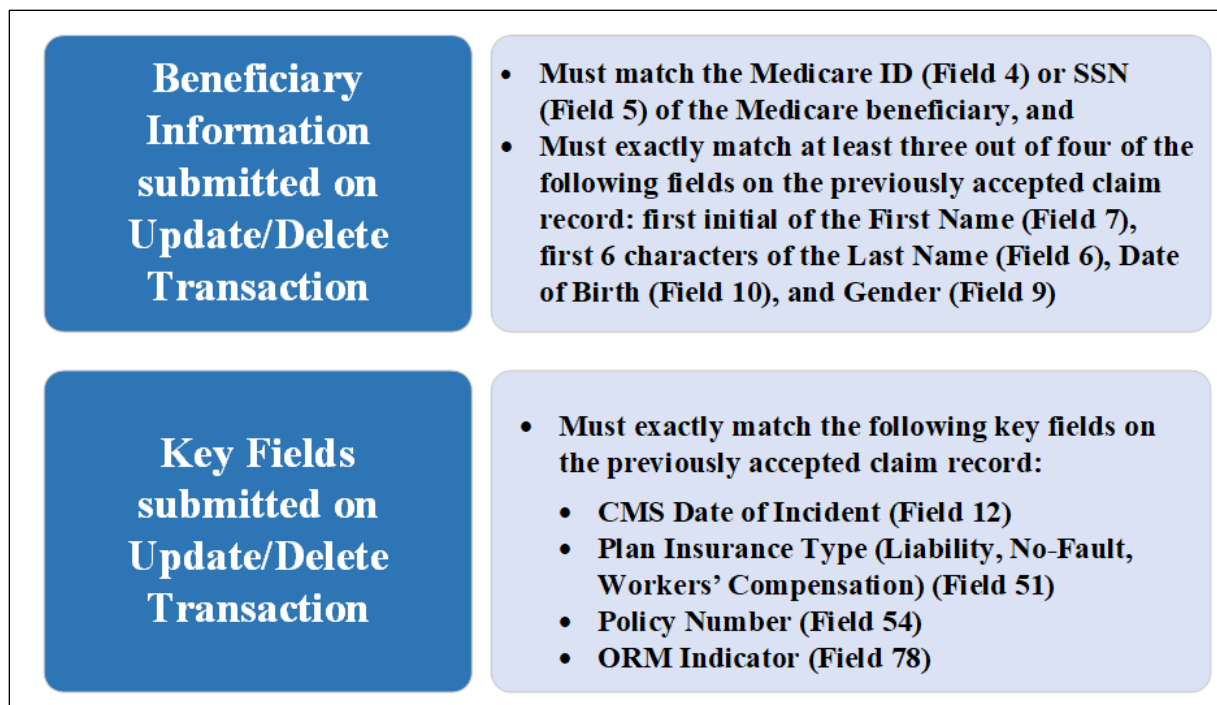 Beneficiary
Information
submitted on
Update/Delete
Transaction
• Must match the Medicare ID (Field 4) or SSN
(Field 5) of the Medicare beneficiary, and
• Must exactly match at least three out of four of the
following fields on the previously accepted claim
record: first initial of the First Name (Field 7),
first 6 characters of the Last Name (Field 6), Date
of Birth (Field 10), and Gender (Field 9)
Key Fields
submitted on
Update/Delete
Transaction
• Must exactly match the following key fields on
the previously accepted claim record:
• CMS Date of Incident (Field 12)
• Plan Insurance Type (Liability, No-Fault,
Workers’ Compensation) (Field 51)
• Policy Number (Field 54)
• ORM Indicator (Field 78)